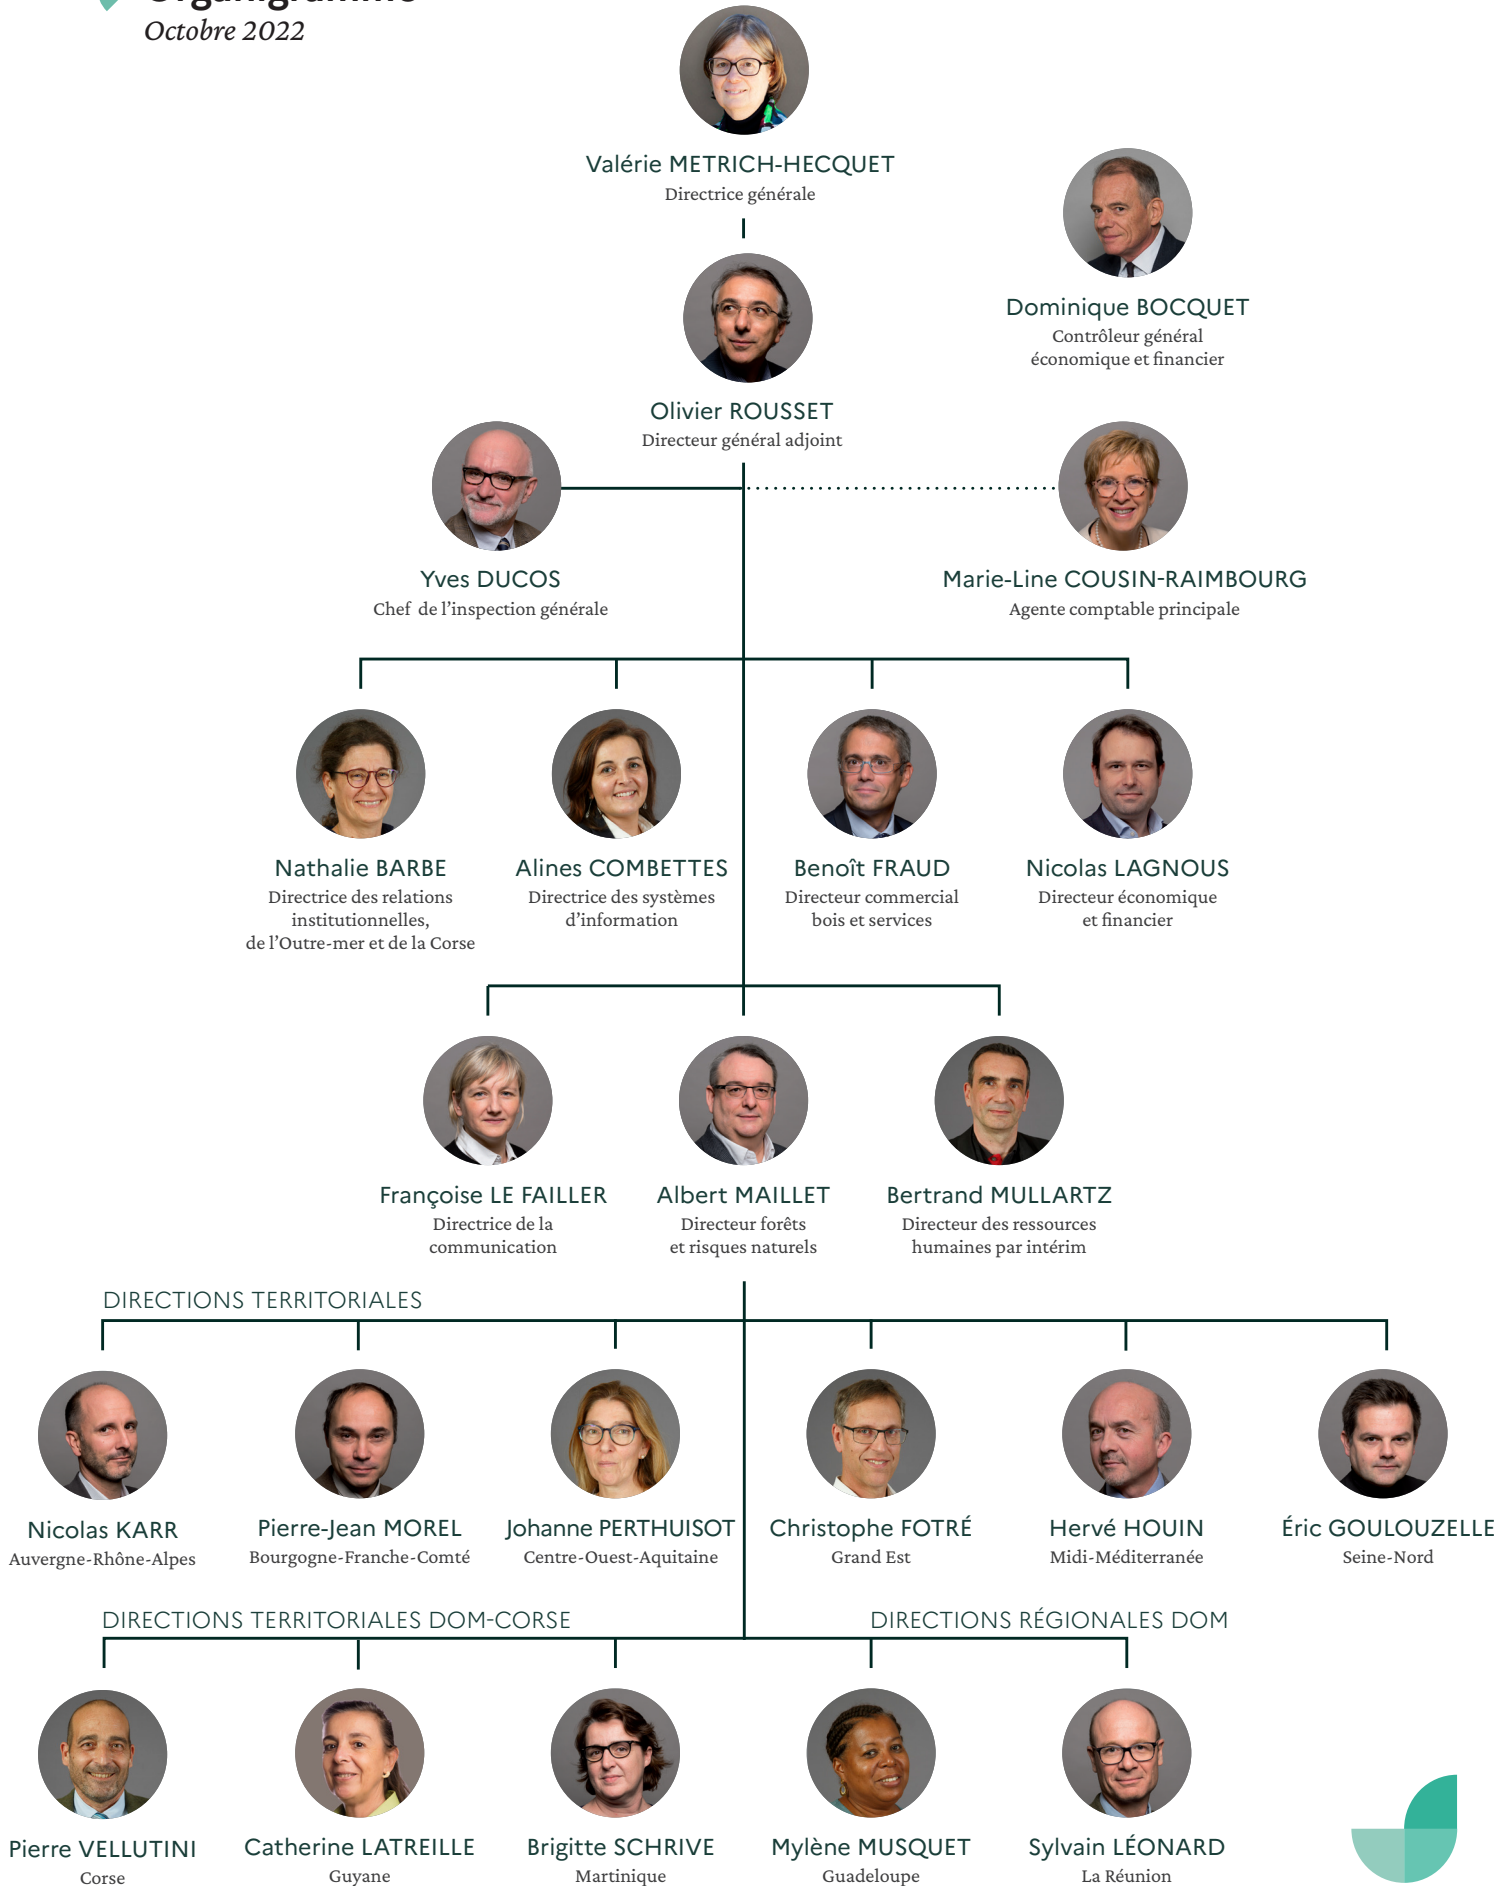 Organigramme
Octobre 2022
Valérie METRICH-HECQUET
Directrice générale
Dominique BOCQUET
Contrôleur général
économique et financier
Olivier ROUSSET
Directeur général adjoint
Yves DUCOS
Chef de l’inspection générale
Marie-Line COUSIN-RAIMBOURG
Agente comptable principale
Nathalie BARBE
Directrice des relations
institutionnelles,
de l’Outre-mer et de la Corse
Alines COMBETTES
Directrice des systèmes
d’information
Benoît FRAUD
Directeur commercial
bois et services
Nicolas LAGNOUS
Directeur économique
et financier
Françoise LE FAILLER
Directrice de la
communication
Albert MAILLET
Directeur forêts
et risques naturels
Bertrand MULLARTZ
Directeur des ressources
humaines par intérim
DIRECTIONS TERRITORIALES
Nicolas KARR
Auvergne-Rhône-Alpes
Pierre-Jean MOREL
Bourgogne-Franche-Comté
Johanne PERTHUISOT
Centre-Ouest-Aquitaine
Christophe FOTRÉ
Grand Est
Hervé HOUIN
Midi-Méditerranée
Éric GOULOUZELLE
Seine-Nord
DIRECTIONS TERRITORIALES DOM-CORSE
DIRECTIONS RÉGIONALES DOM
Pierre VELLUTINI
Corse
Catherine LATREILLE
Guyane
Brigitte SCHRIVE
Martinique
Mylène MUSQUET
Guadeloupe
Sylvain LÉONARD
La Réunion